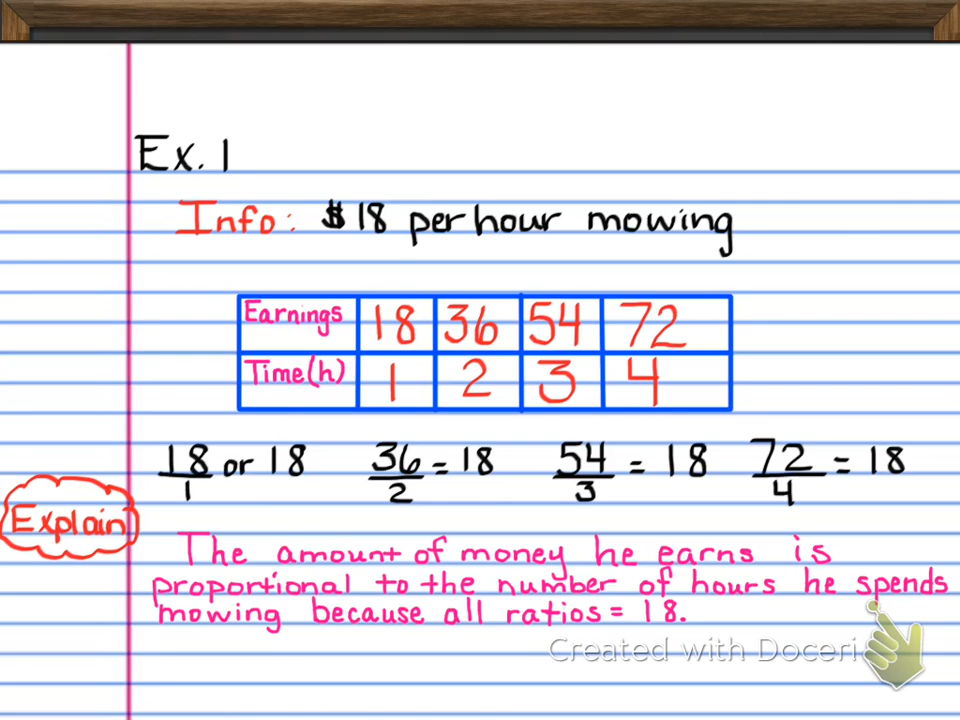 Ex. 1
Info: $18 per hour mowing
Earnings 18 36 54 72
Time(h) 1 2 3 4
18/1 or 18 36/2 = 18 54/3 = 18 72/4 = 18
Explain
The amount of money he earns is
proportional to the number of hours he spends
mowing because all ratios = 18.
Created with Doceri